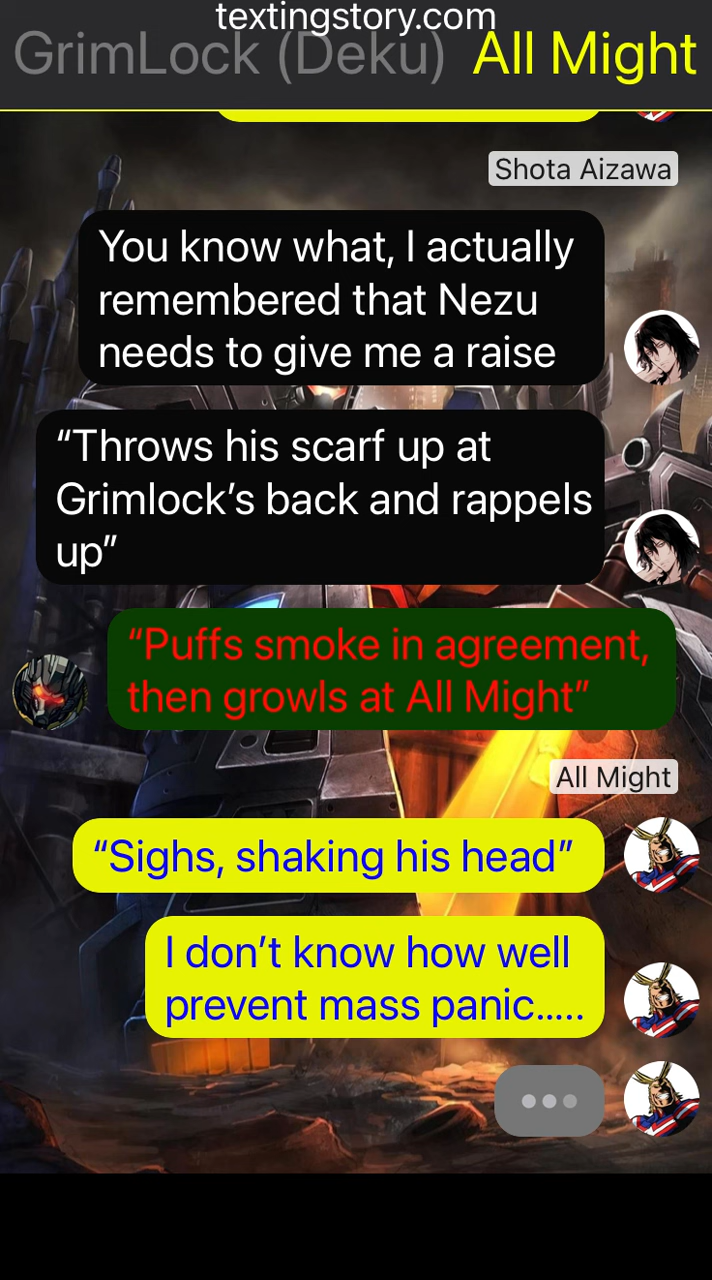 textingstory.com
GrimLock (Deku) All Might
Shota Aizawa
You know what, I actually
remembered that Nezu
needs to give me a raise
“Throws his scarf up at
Grimlock’s back and rappels
up”
“Puffs smoke in agreement,
then growls at All Might”
All Might
“Sighs, shaking his head”
I don’t know how well
prevent mass panic.....